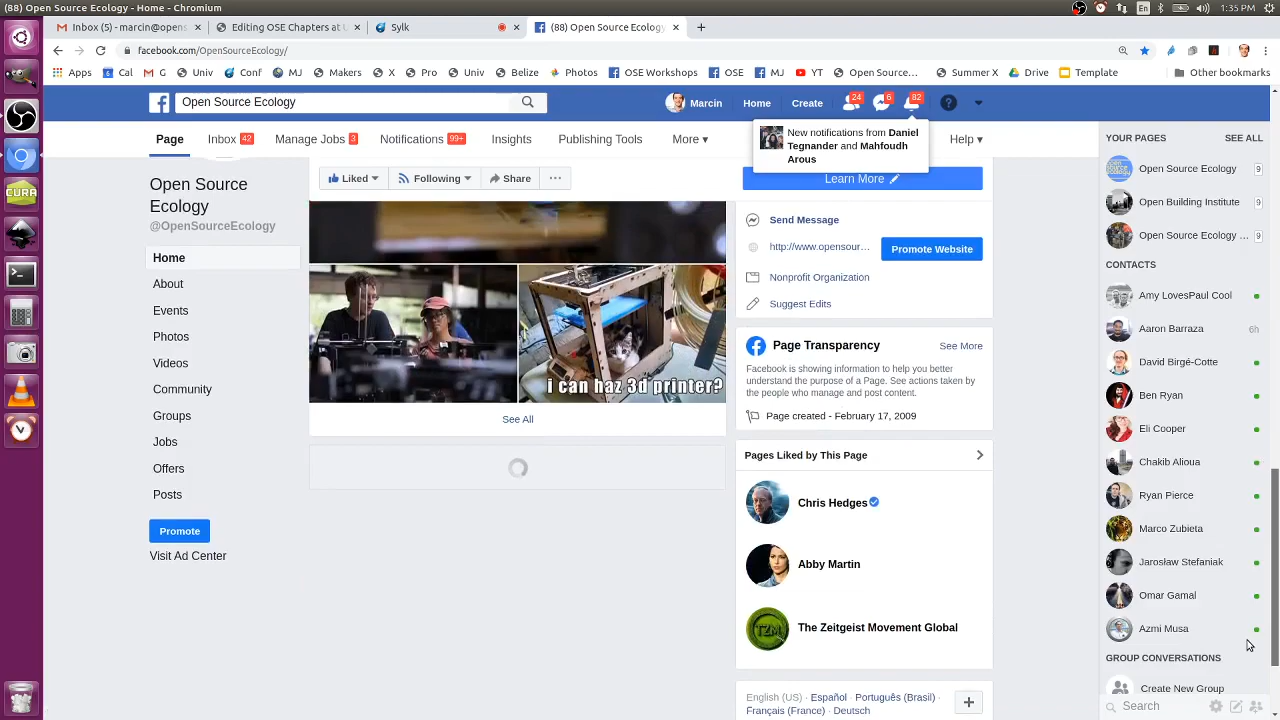 (88) Open Source Ecology - Home - Chromium
En
1:35 PM
Inbox (5) - marcin@opens
Editing OSE Chapters at U
Sylk
(88) Open Source Ecology
facebook.com/OpenSourceEcology/
Apps Cal G Univ Conf MJ Makers X Pro Univ Belize Photos OSE Workshops OSE MJ YT Open Source… Summer X Drive Template Other bookmarks
Open Source Ecology
Marcin Home Create 24 6 82
Page Inbox 42 Manage Jobs 3 Notifications 99+ Insights Publishing Tools More Help
New notifications from Daniel
Tegnander and Mahfoudh
Arous
Open Source
Ecology
@OpenSourceEcology
Home
About
Events
Photos
Videos
Community
Groups
Jobs
Offers
Posts
Promote
Visit Ad Center
Liked Following Share ...
i can haz 3d printer?
See All
Learn More
Send Message
http://www.opensour… Promote Website
Nonprofit Organization
Suggest Edits
Page Transparency See More
Facebook is showing information to help you better
understand the purpose of a Page. See actions taken by
the people who manage and post content.
Page created - February 17, 2009
Pages Liked by This Page
Chris Hedges
Abby Martin
TZM
The Zeitgeist Movement Global
English (US) · Español · Português (Brasil) ·
Français (France) · Deutsch
YOUR PAGES SEE ALL
Open Source Ecology 9
Open Building Institute 9
Open Source Ecology ... 9
CONTACTS
Amy LovesPaul Cool
Aaron Barraza 6h
David Birgé-Cotte
Ben Ryan
Eli Cooper
Chakib Alioua
Ryan Pierce
Marco Zubieta
Jarosław Stefaniak
Omar Gamal
Azmi Musa
GROUP CONVERSATIONS
Create New Group
Search
CURA